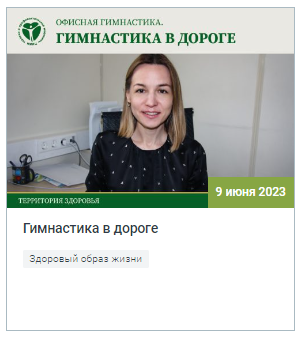 ОФИСНАЯ ГИМНАСТИКА.
ГИМНАСТИКА В ДОРОГЕ
9 июня 2023
ТЕРРИТОРИЯ ЗДОРОВЬЯ
Гимнастика в дороге
Здоровый образ жизни